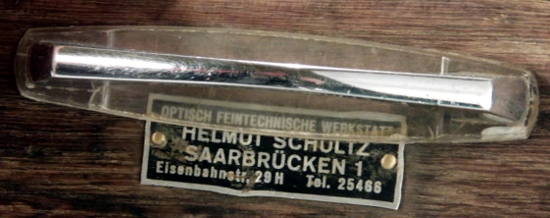 OPTISCH FEINTECHNISCHE WERKSTATT
HELMUT SCHULTZ
SAARBRÜCKEN 1
Eisenbahnstr. 29 H Tel. 25466